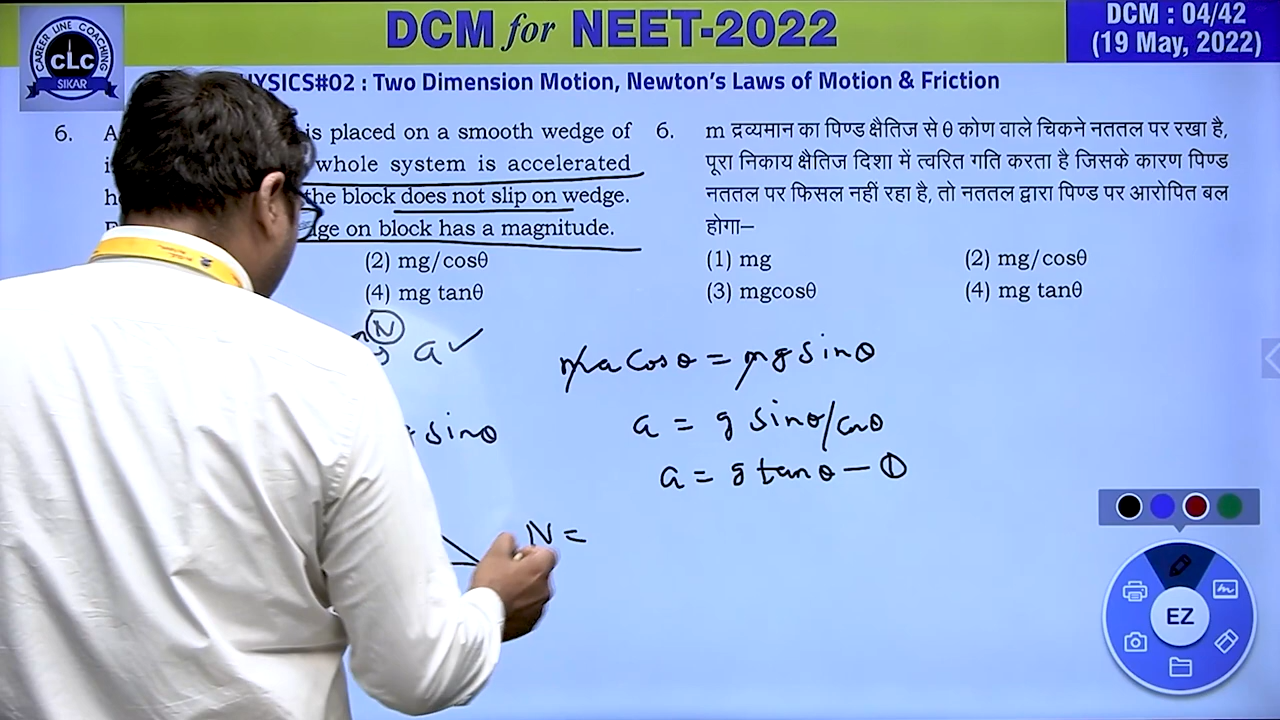 CAREER LINE COACHING
CLC
SIKAR
DCM for NEET-2022
DCM : 04/42
(19 May, 2022)
YSICS#02 : Two Dimension Motion, Newton's Laws of Motion & Friction
6. A is placed on a smooth wedge of
whole system is accelerated
the block does not slip on wedge.
on block has a magnitude.
(2) mg/cosθ
(4) mg tanθ
6. m द्रव्यमान का पिण्ड क्षैतिज से θ कोण वाले चिकने नततल पर रखा है,
पूरा निकाय क्षैतिज दिशा में त्वरित गति करता है जिसके कारण पिण्ड
नततल पर फिसल नहीं रहा है, तो नततल द्वारा पिण्ड पर आरोपित बल
होगा–
(1) mg (2) mg/cosθ
(3) mgcosθ (4) mg tanθ
N
a ✓
sinθ
ma cosθ = mg sinθ
a = g sinθ/cosθ
a = g tanθ — ①
N =
EZ